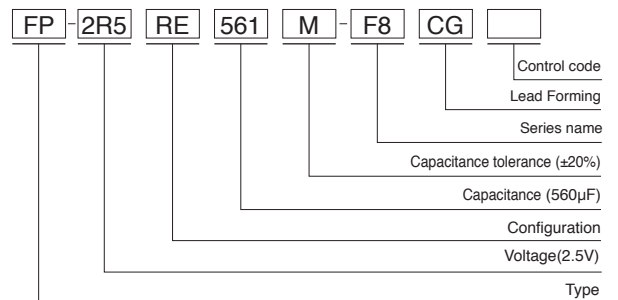 FP - 2R5 RE 561 M - F8 CG
Control code
Lead Forming
Series name
Capacitance tolerance (±20%)
Capacitance (560μF)
Configuration
Voltage(2.5V)
Type